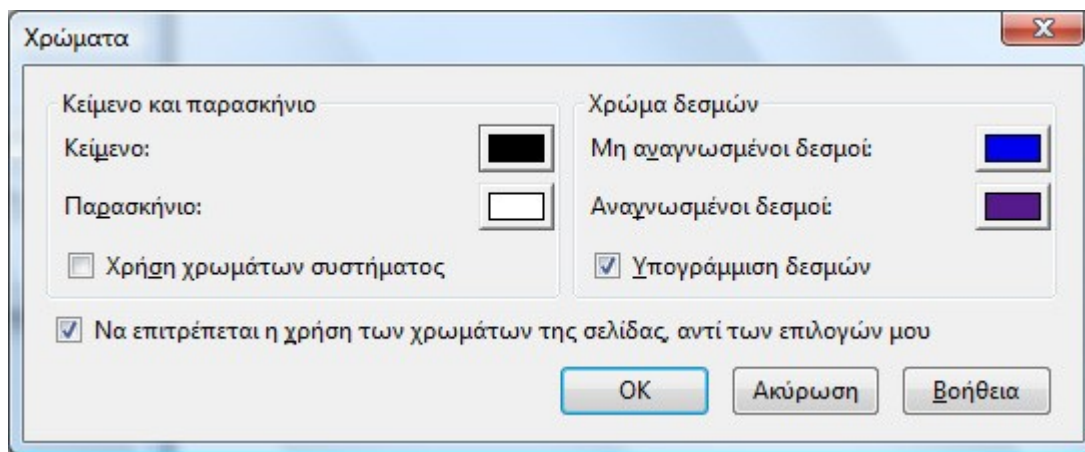 Χρώματα
Κείμενο και παρασκήνιο
Κείμενο:
Παρασκήνιο:
Χρήση χρωμάτων συστήματος
Χρώμα δεσμών
Μη αναγνωσμένοι δεσμοί:
Αναγνωσμένοι δεσμοί:
Υπογράμμιση δεσμών
Να επιτρέπεται η χρήση των χρωμάτων της σελίδας, αντί των επιλογών μου
OK
Ακύρωση
Βοήθεια